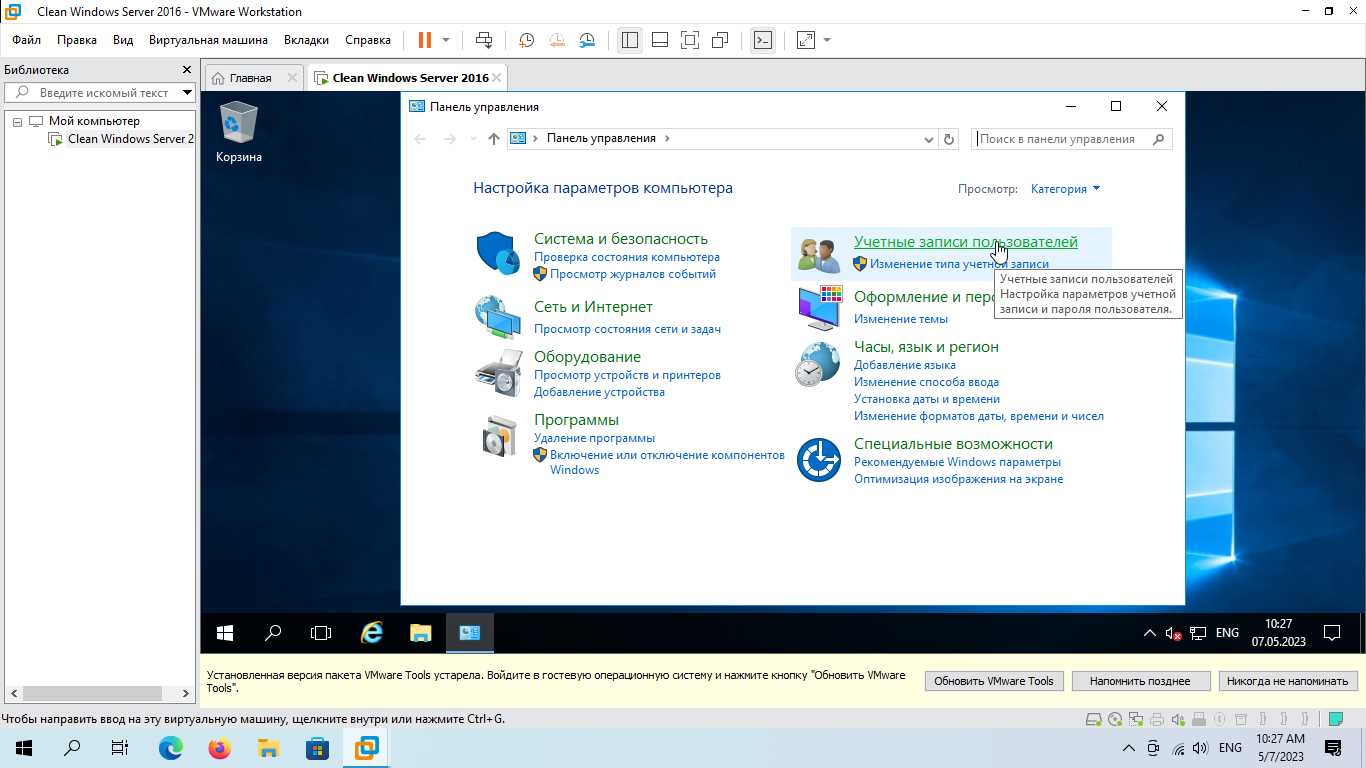 Clean Windows Server 2016 - VMware Workstation
Файл Правка Вид Виртуальная машина Вкладки Справка
Библиотека
Введите искомый текст
Мой компьютер
Clean Windows Server 2
Главная
Clean Windows Server 2016
Корзина
Панель управления
Панель управления
Поиск в панели управления
Настройка параметров компьютера
Просмотр: Категория
Система и безопасность
Проверка состояния компьютера
Просмотр журналов событий
Сеть и Интернет
Просмотр состояния сети и задач
Оборудование
Просмотр устройств и принтеров
Добавление устройства
Программы
Удаление программы
Включение или отключение компонентов
Windows
Учетные записи пользователей
Изменение типа учетной записи
Учетные записи пользователей
Настройка параметров учетной
записи и пароля пользователя.
Оформление и перс
Изменение темы
Часы, язык и регион
Добавление языка
Изменение способа ввода
Установка даты и времени
Изменение форматов даты, времени и чисел
Специальные возможности
Рекомендуемые Windows параметры
Оптимизация изображения на экране
ENG
10:27
07.05.2023
Установленная версия пакета VMware Tools устарела. Войдите в гостевую операционную систему и нажмите кнопку "Обновить VMware
Tools".
Обновить VMware Tools
Напомнить позднее
Никогда не напоминать
Чтобы направить ввод на эту виртуальную машину, щелкните внутри или нажмите Ctrl+G.
ENG
10:27 AM
5/7/2023